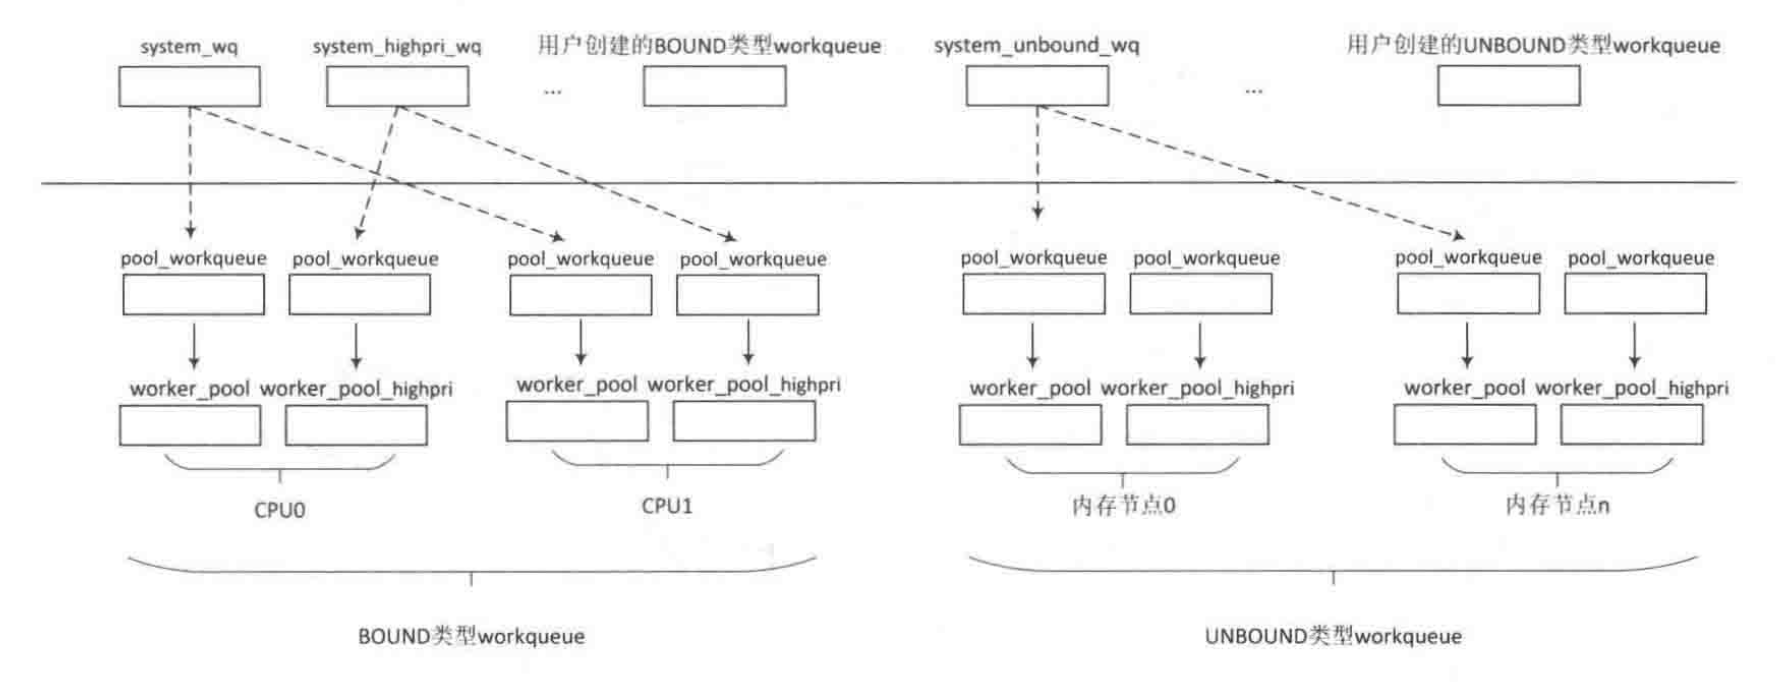 system_wq system_highpri_wq 用户创建的BOUND类型workqueue system_unbound_wq 用户创建的UNBOUND类型workqueue
... ...
pool_workqueue pool_workqueue pool_workqueue pool_workqueue pool_workqueue pool_workqueue pool_workqueue pool_workqueue
worker_pool worker_pool_highpri worker_pool worker_pool_highpri worker_pool worker_pool_highpri worker_pool worker_pool_highpri
CPU0 CPU1 内存节点0 内存节点n
BOUND类型workqueue UNBOUND类型workqueue